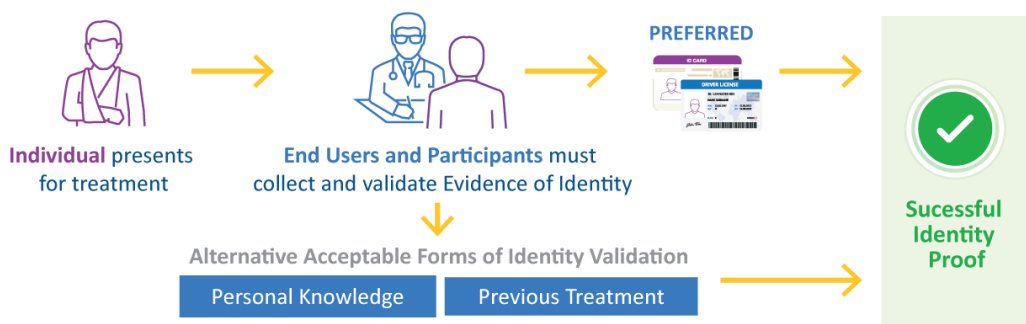 PREFERRED
ID CARD
DRIVER LICENSE
Individual presents
for treatment
End Users and Participants must
collect and validate Evidence of Identity
Alternative Acceptable Forms of Identity Validation
Personal Knowledge
Previous Treatment
Sucessful
Identity
Proof